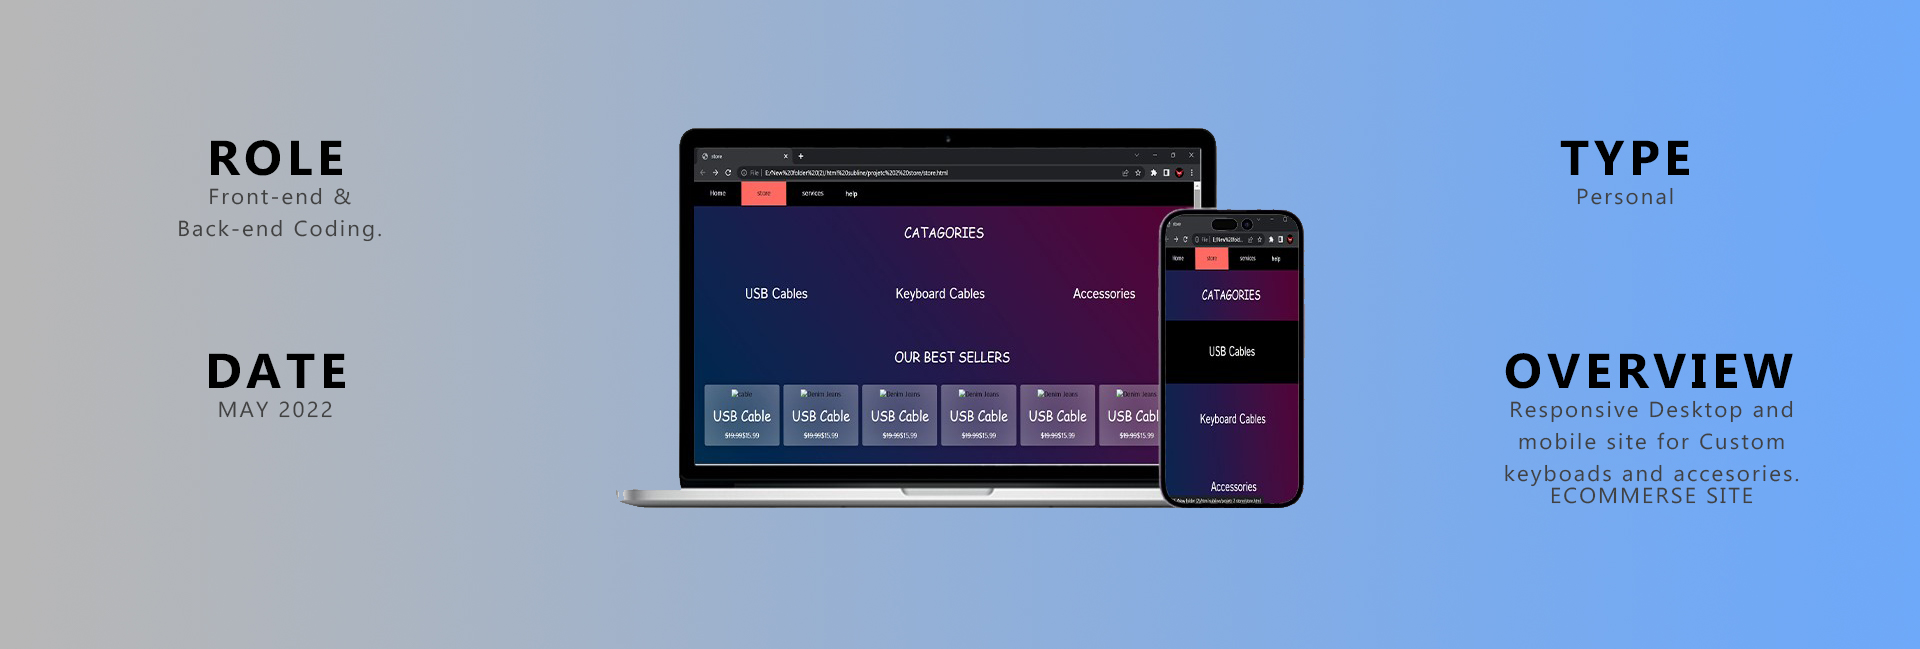 ROLE
Front-end &
Back-end Coding.
DATE
MAY 2022
store
File | E:/New%20folder%20(2)/html%20subline/projetc%202%20store/store.html
Home store services help
CATAGORIES
USB Cables Keyboard Cables Accessories
OUR BEST SELLERS
Cable Denim Jeans Denim Jeans Denim Jeans Denim Jeans Denim Jeans
USB Cable USB Cable USB Cable USB Cable USB Cable USB Cabl
$19.99$15.99 $19.99$15.99 $19.99$15.99 $19.99$15.99 $19.99$15.99 $19.99$15.99
store
File E:/New%20fold...
Home store services help
CATAGORIES
USB Cables
Keyboard Cables
Accessories
TYPE
Personal
OVERVIEW
Responsive Desktop and
mobile site for Custom
keyboads and accesories.
ECOMMERSE SITE